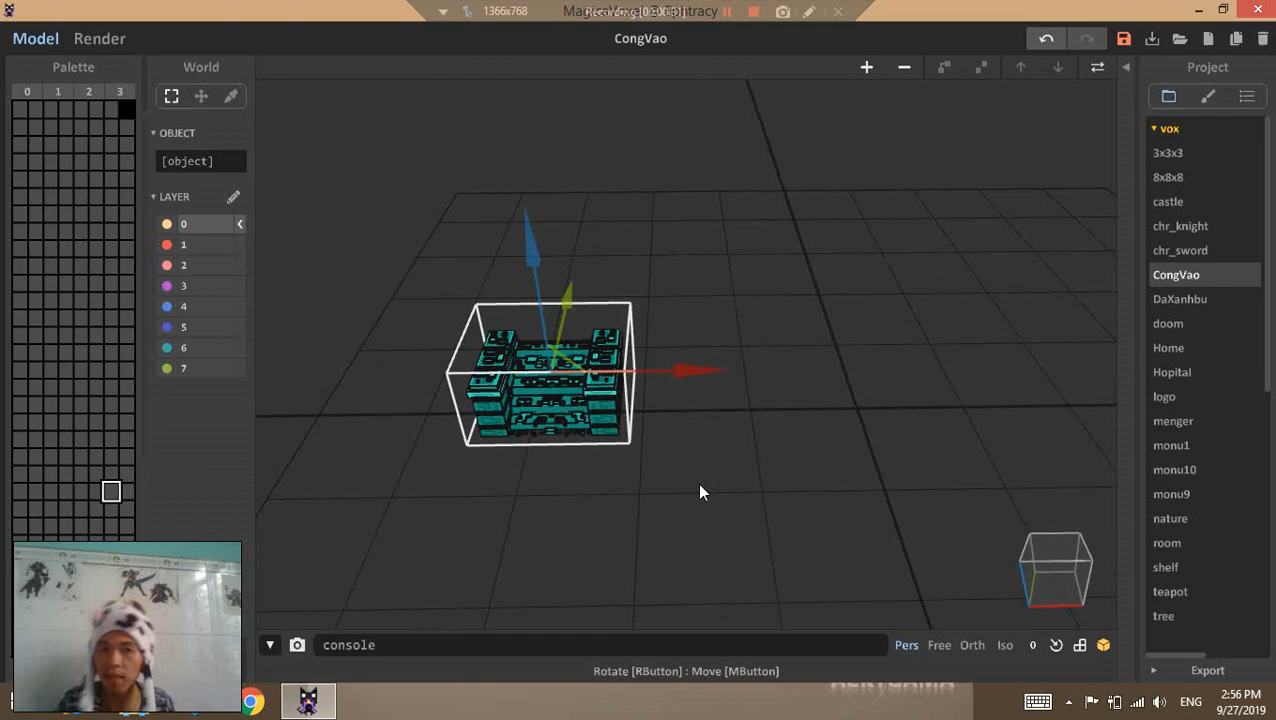 1366x768
MagicaVoxel @ Ephtracy
Model Render
CongVao
Palette
World
Project
0 1 2 3
OBJECT
[object]
LAYER
0
1
2
3
4
5
6
7
vox
3x3x3
8x8x8
castle
chr_knight
chr_sword
CongVao
DaXanhbu
doom
Home
Hopital
logo
menger
monu1
monu10
monu9
nature
room
shelf
teapot
tree
console
Pers Free Orth Iso 0
Rotate [RButton] : Move [MButton]
Export
ENG
2:56 PM
9/27/2019